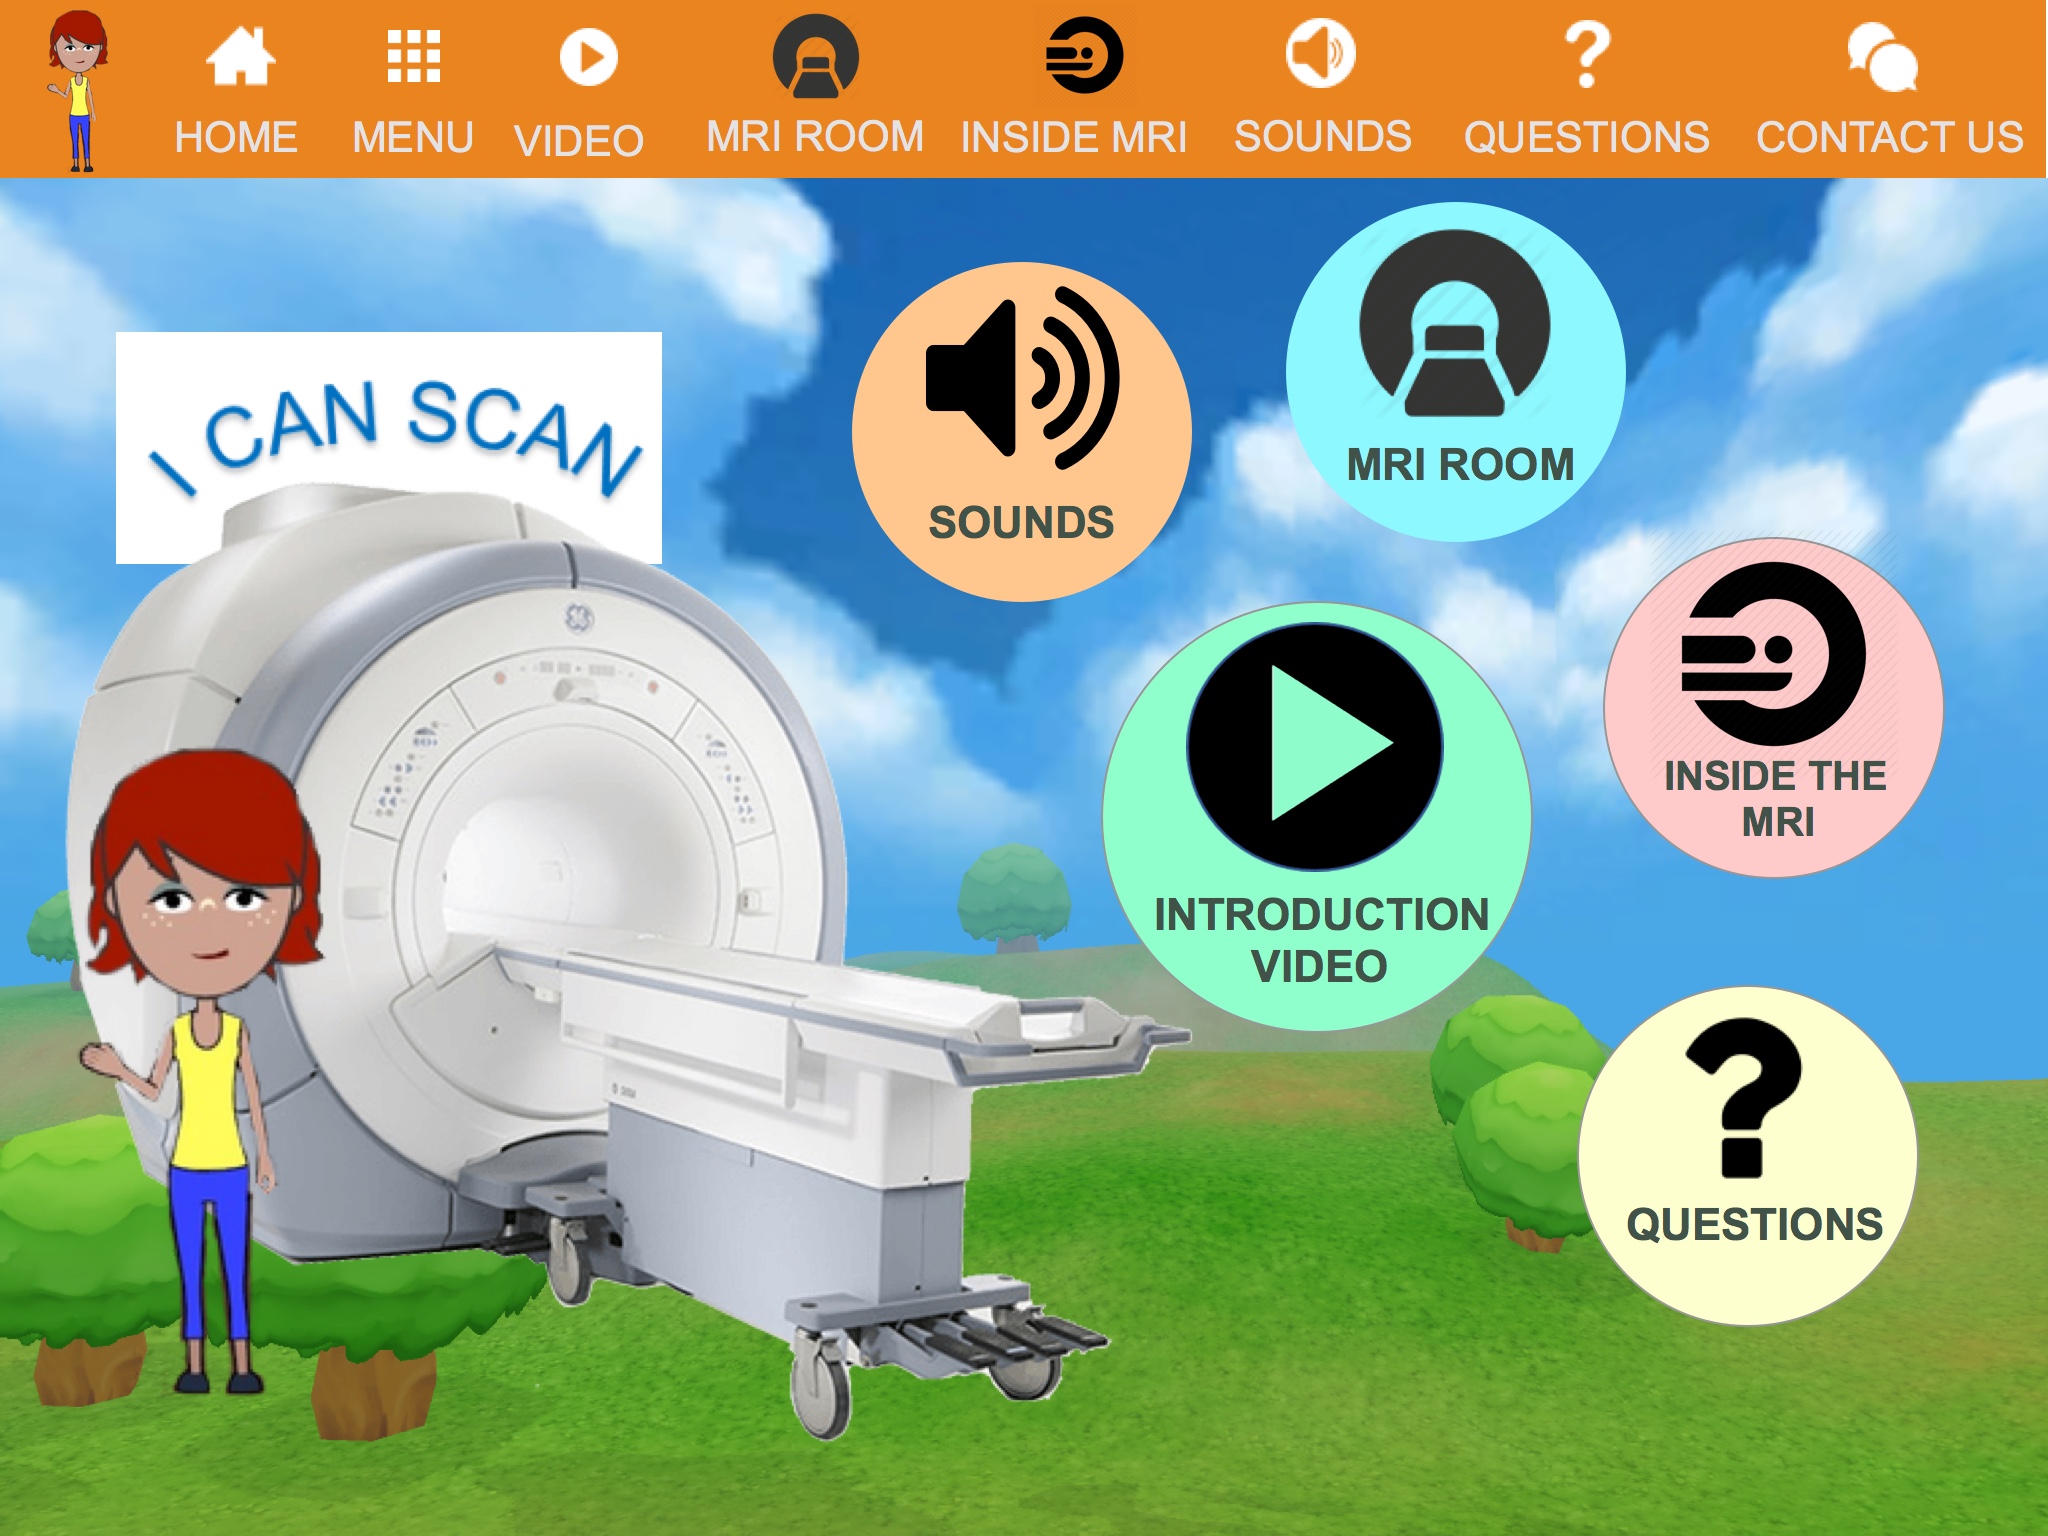 HOME
MENU
VIDEO
MRI ROOM
INSIDE MRI
SOUNDS
QUESTIONS
CONTACT US
I CAN SCAN
SOUNDS
MRI ROOM
INSIDE THE
MRI
INTRODUCTION
VIDEO
QUESTIONS